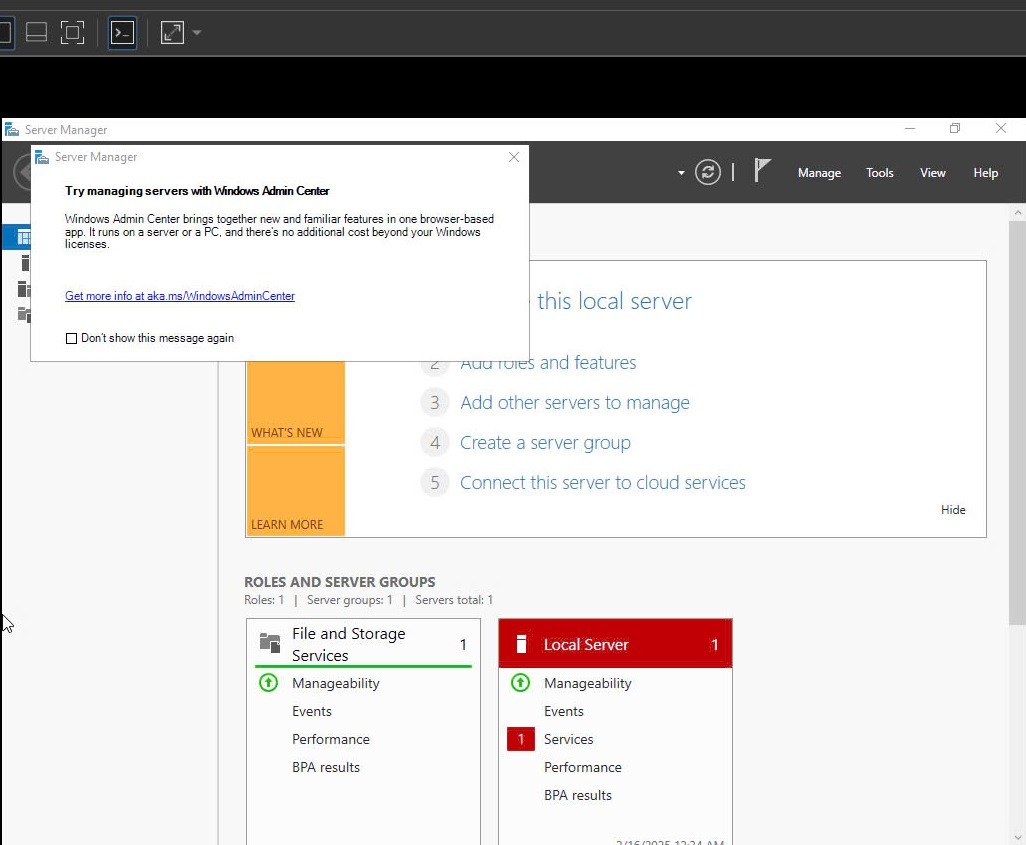 Server Manager
Server Manager
Manage Tools View Help
Try managing servers with Windows Admin Center
Windows Admin Center brings together new and familiar features in one browser-based
app. It runs on a server or a PC, and there's no additional cost beyond your Windows
licenses.
Get more info at aka.ms/WindowsAdminCenter
Don't show this message again
this local server
2 Add roles and features
3 Add other servers to manage
4 Create a server group
5 Connect this server to cloud services
WHAT'S NEW
LEARN MORE
Hide
ROLES AND SERVER GROUPS
Roles: 1 | Server groups: 1 | Servers total: 1
File and Storage
Services
1
Manageability
Events
Performance
BPA results
Local Server 1
Manageability
Events
1 Services
Performance
BPA results